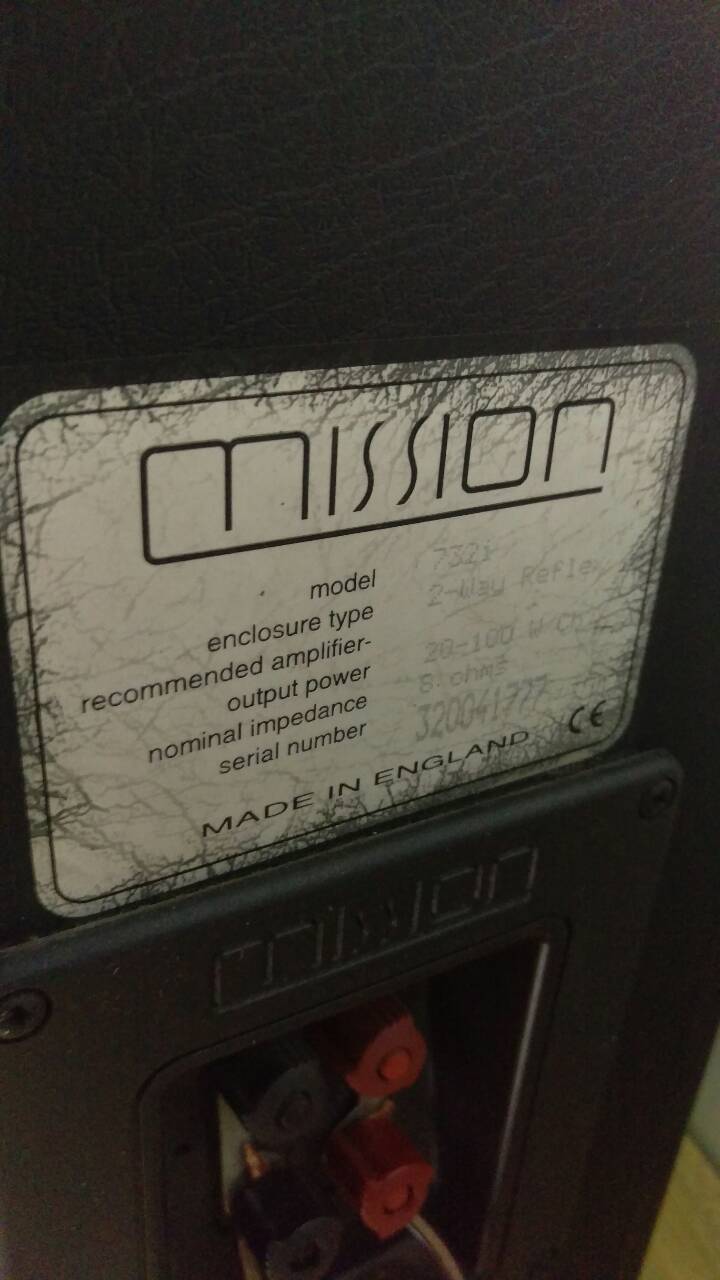 mission
model 732i
enclosure type 2-Way Reflex
recommended amplifier-
output power 20-100 W
nominal impedance 8 ohms
serial number 320041777
CE
MADE IN ENGLAND
mission